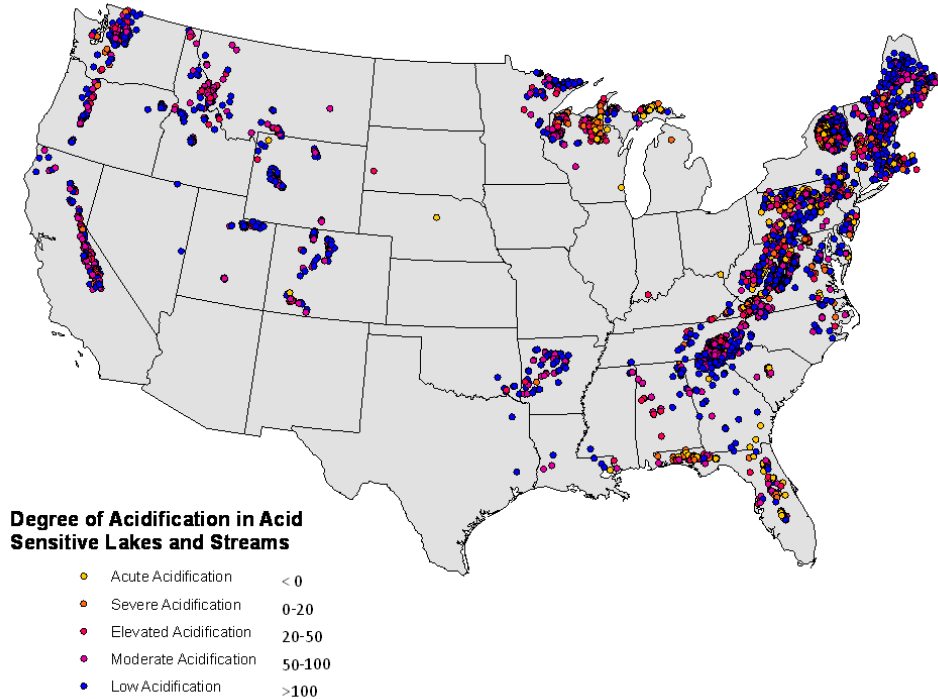 Degree of Acidification in Acid
Sensitive Lakes and Streams
Acute Acidification < 0
Severe Acidification 0-20
Elevated Acidification 20-50
Moderate Acidification 50-100
Low Acidification >100